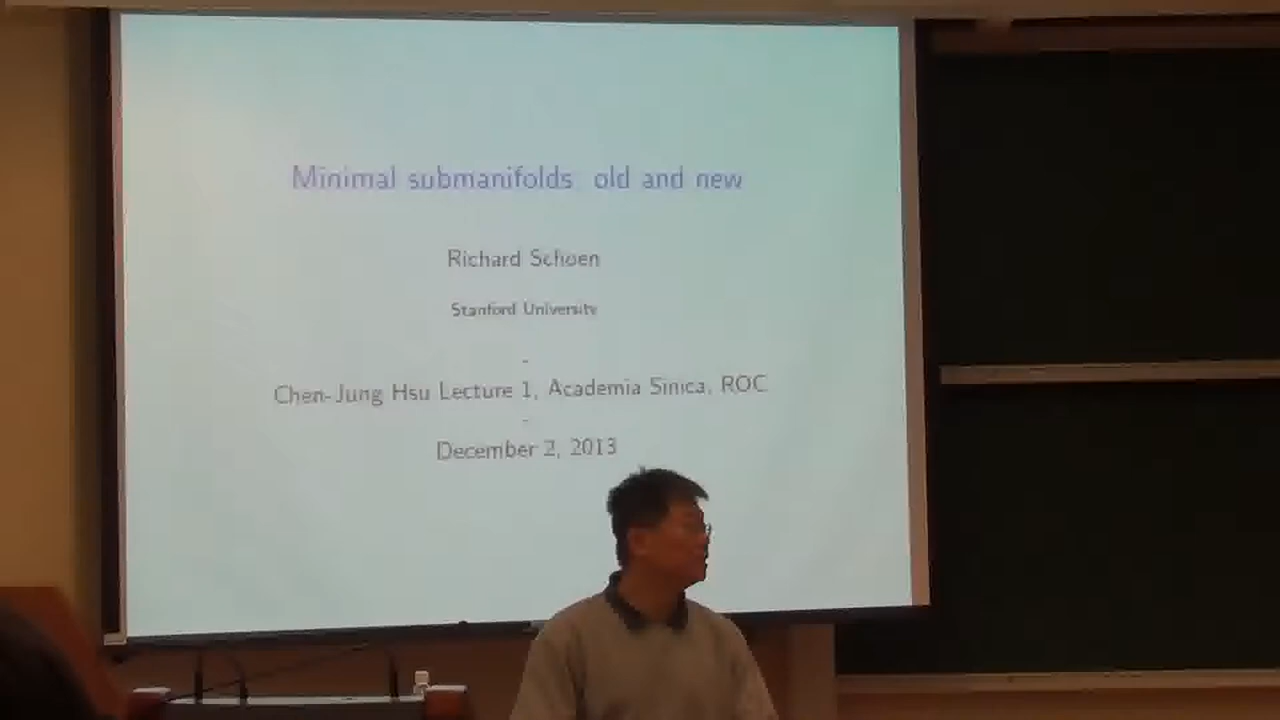 Minimal submanifolds: old and new
Richard Schoen
Stanford University
-
Chen-Jung Hsu Lecture 1, Academia Sinica, ROC
-
December 2, 2013